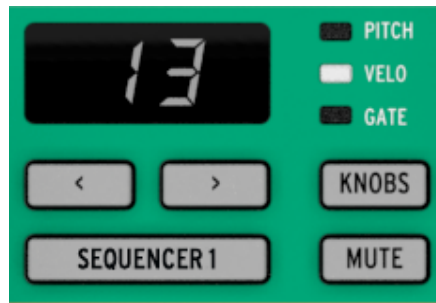 13
PITCH
VELO
GATE
< >
KNOBS
SEQUENCER 1
MUTE